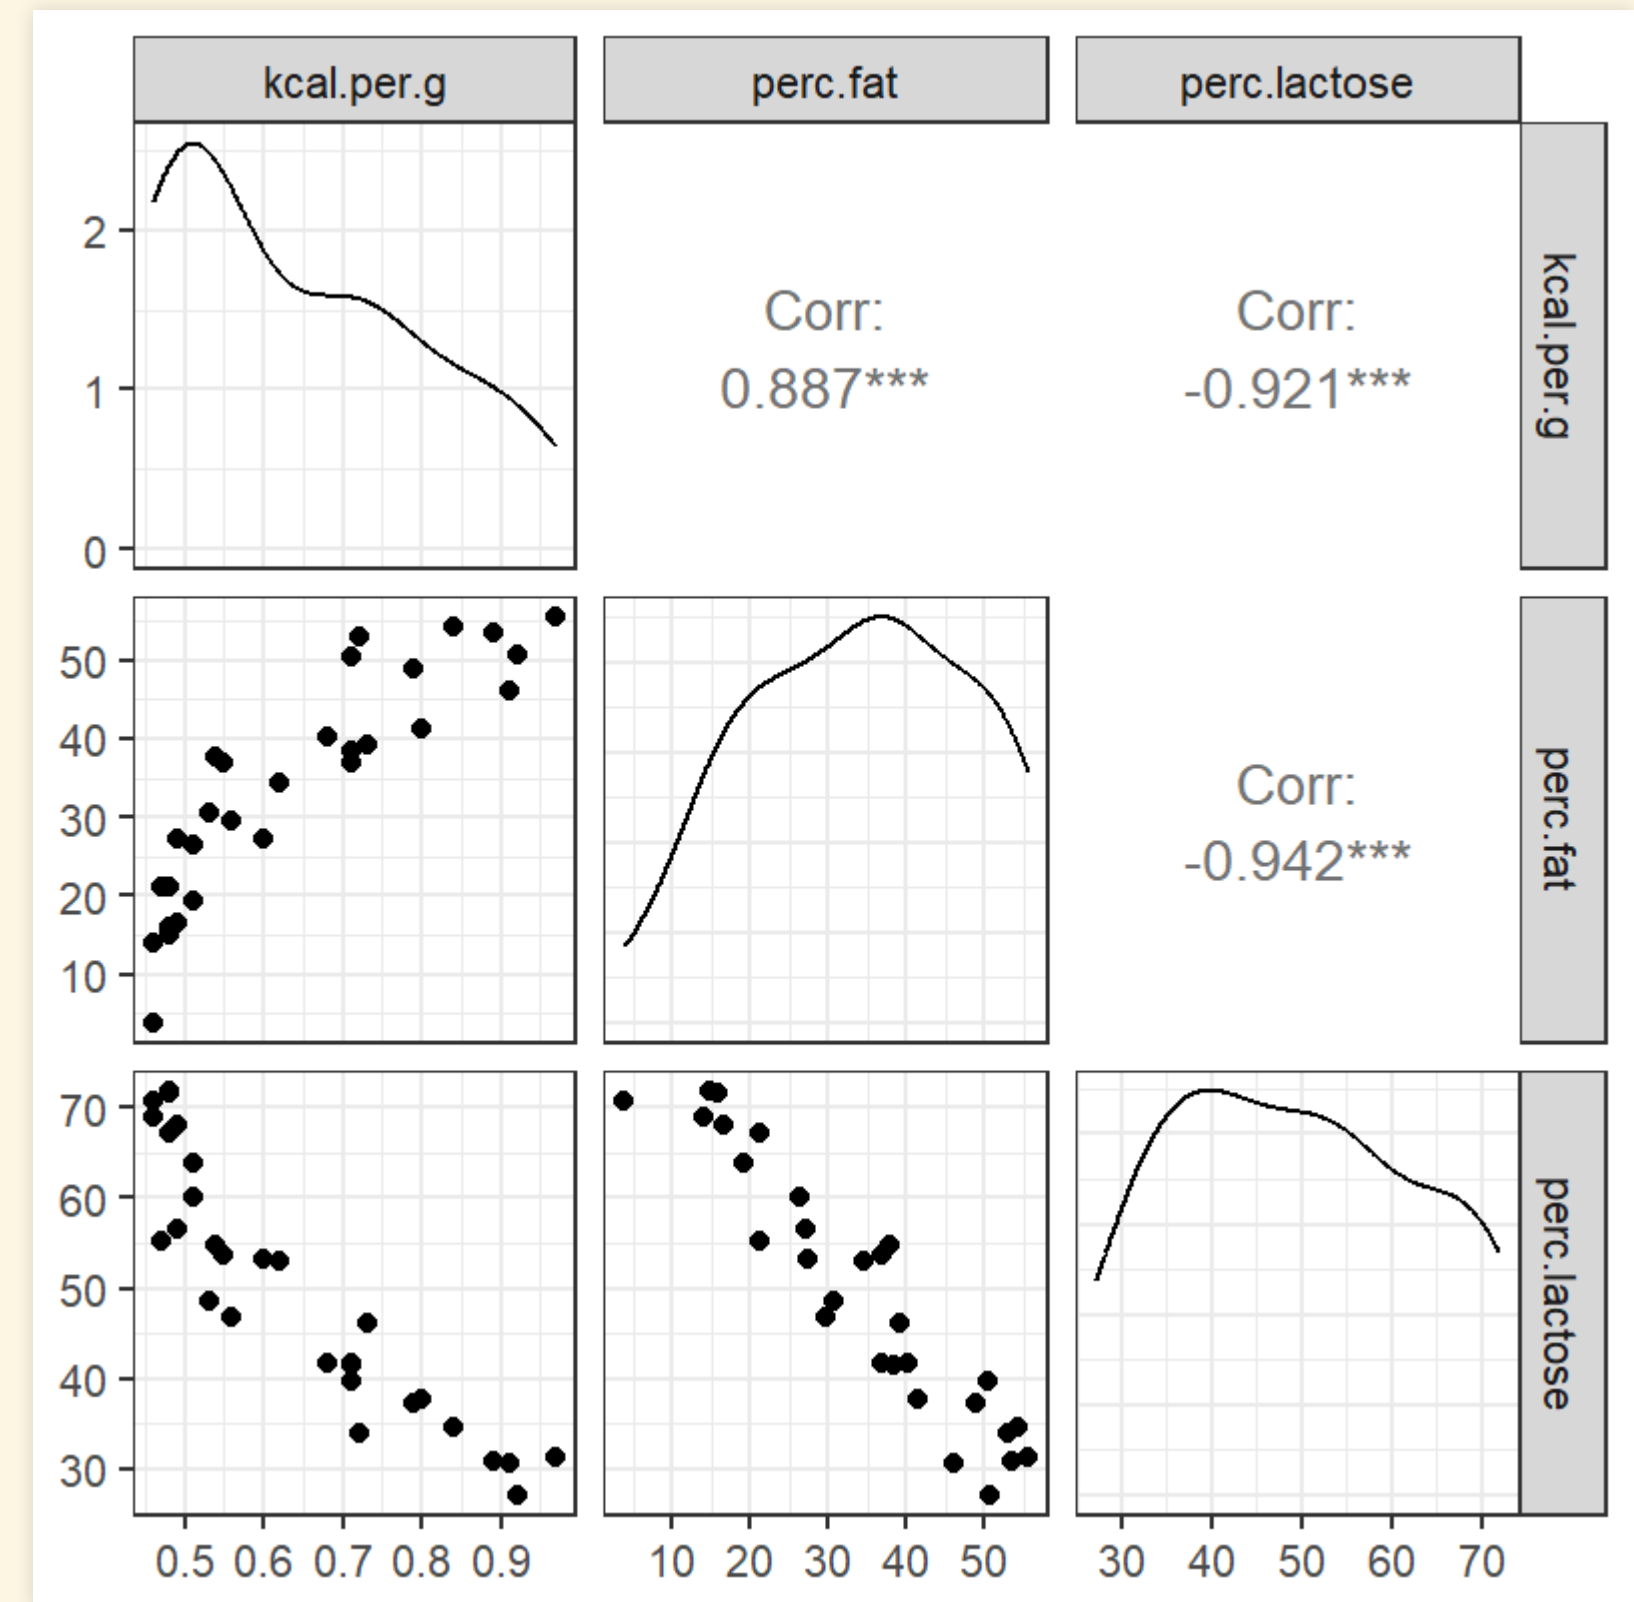 kcal.per.g
perc.fat
perc.lactose
2
1
0
Corr:
0.887***
Corr:
-0.921***
kcal.per.g
50
40
30
20
10
Corr:
-0.942***
perc.fat
70
60
50
40
30
perc.lactose
0.5 0.6 0.7 0.8 0.9
10 20 30 40 50
30 40 50 60 70